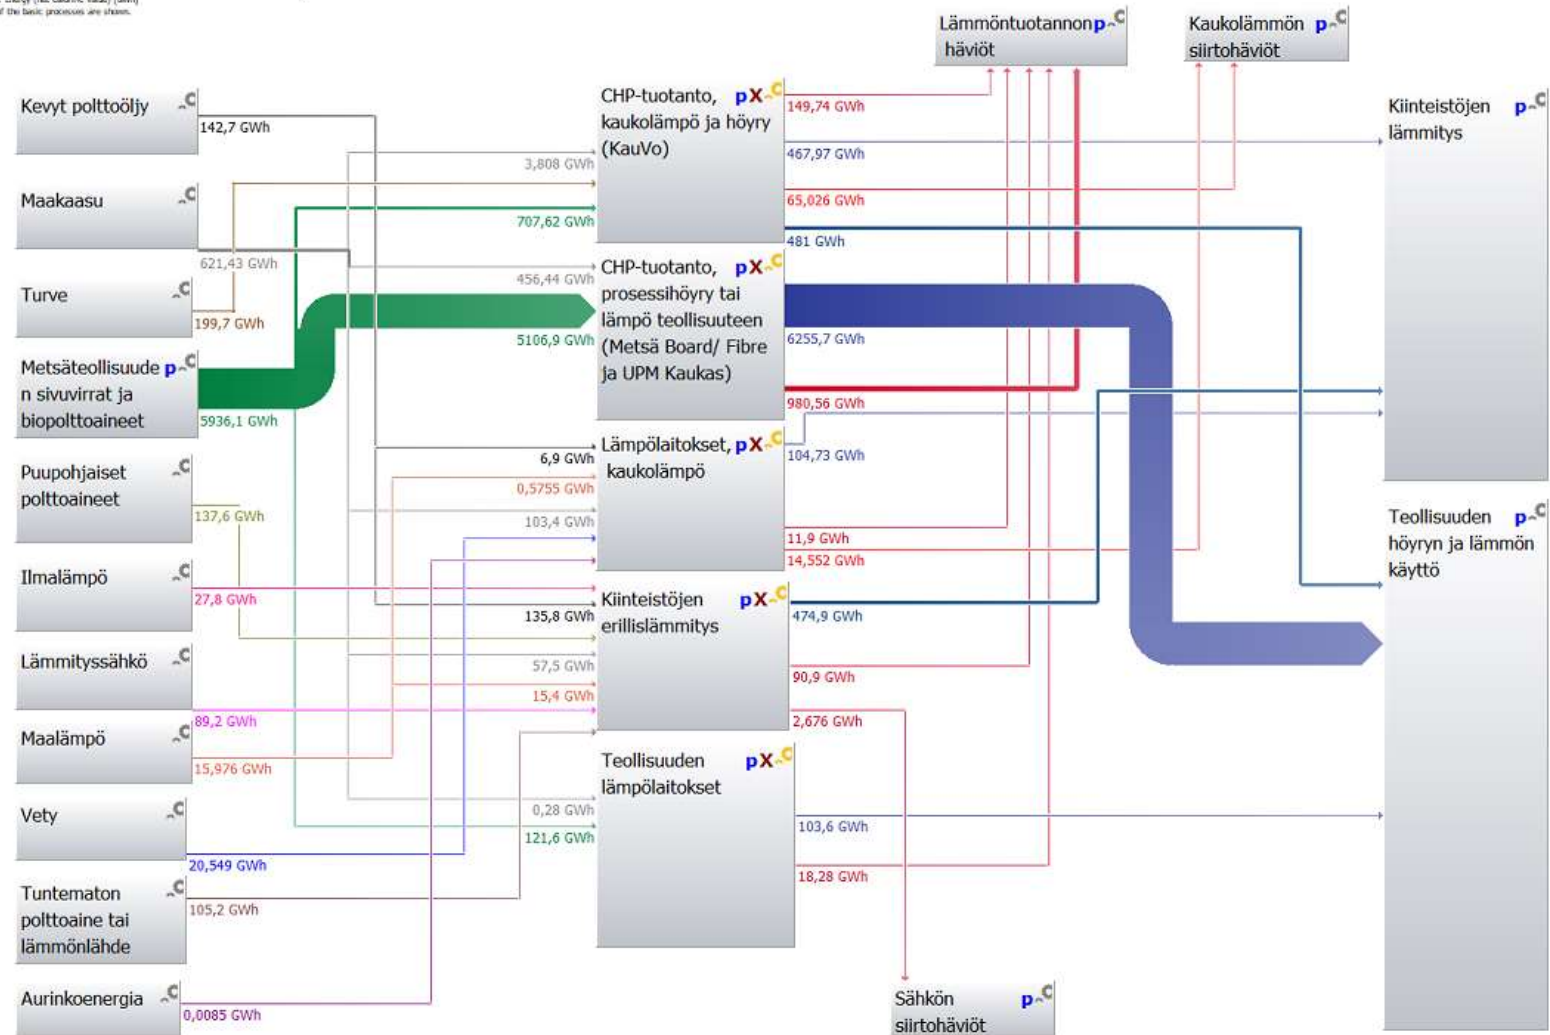 of the basic processes are shown.
Lämmöntuotannon
häviöt
Kaukolämmön
siirtohäviöt
Kevyt polttoöljy
142,7 GWh
Maakaasu
621,43 GWh
Turve
199,7 GWh
Metsäteollisuude
n sivuvirrat ja
biopolttoaineet
5936,1 GWh
Puupohjaiset
polttoaineet
137,6 GWh
Ilmalämpö
27,8 GWh
Lämmityssähkö
89,2 GWh
Maalämpö
15,976 GWh
Vety
20,549 GWh
Tuntematon
polttoaine tai
lämmönlähde
105,2 GWh
Aurinkoenergia
0,0085 GWh
3,808 GWh
707,62 GWh
456,44 GWh
5106,9 GWh
6,9 GWh
0,5755 GWh
103,4 GWh
135,8 GWh
57,5 GWh
15,4 GWh
0,28 GWh
121,6 GWh
CHP-tuotanto,
kaukolämpö ja höyry
(KauVo)
CHP-tuotanto,
prosessihöyry tai
lämpö teollisuuteen
(Metsä Board/ Fibre
ja UPM Kaukas)
Lämpölaitokset,
kaukolämpö
Kiinteistöjen
erillislämmitys
Teollisuuden
lämpölaitokset
149,74 GWh
467,97 GWh
65,026 GWh
481 GWh
6255,7 GWh
980,56 GWh
104,73 GWh
11,9 GWh
14,552 GWh
474,9 GWh
90,9 GWh
2,676 GWh
103,6 GWh
18,28 GWh
Kiinteistöjen
lämmitys
Teollisuuden
höyryn ja lämmön
käyttö
Sähkön
siirtohäviöt